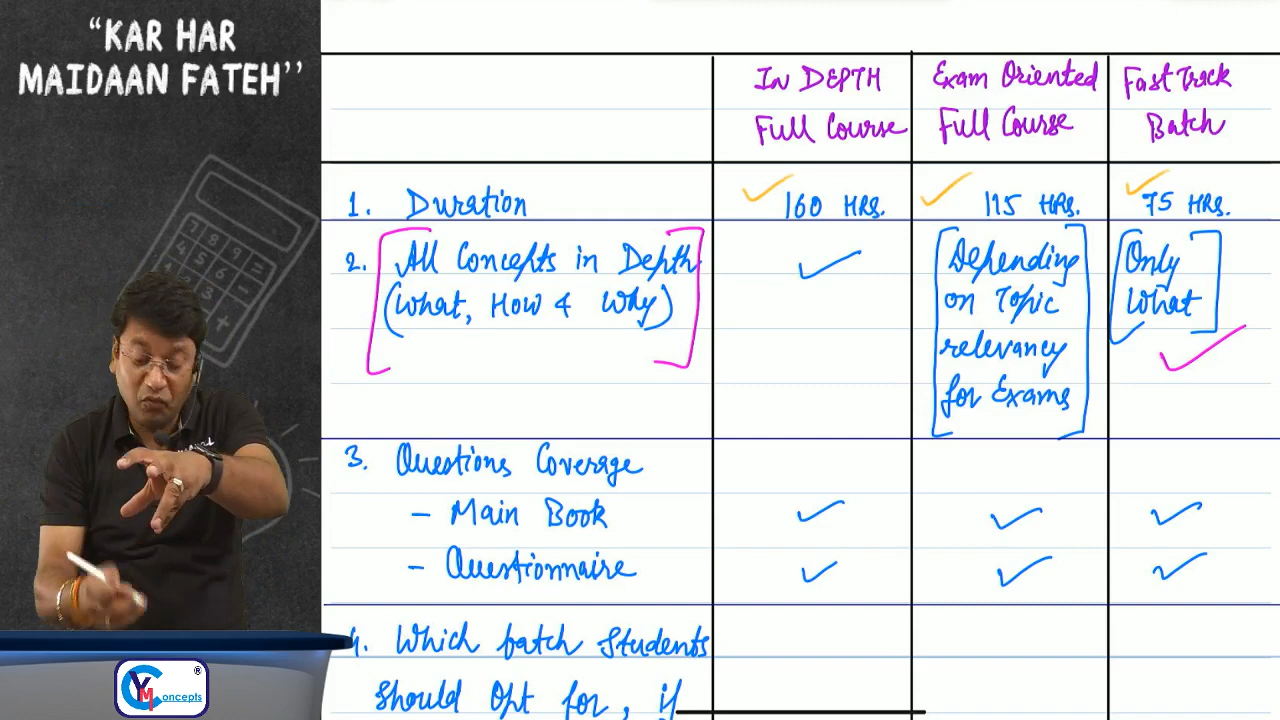 “KAR HAR
MAIDAAN FATEH’’
In DEPTH Full Course
Exam Oriented Full Course
Fast Track Batch
1. Duration 160 HRS. 115 HRS. 75 HRS.
2. All Concepts in Depth
(What, How & Why)
Depending
on Topic
relevancy
for Exams
Only
What
3. Questions Coverage
– Main Book
– Questionnaire
4. Which batch Students
should opt for, if
CYM Concepts ®